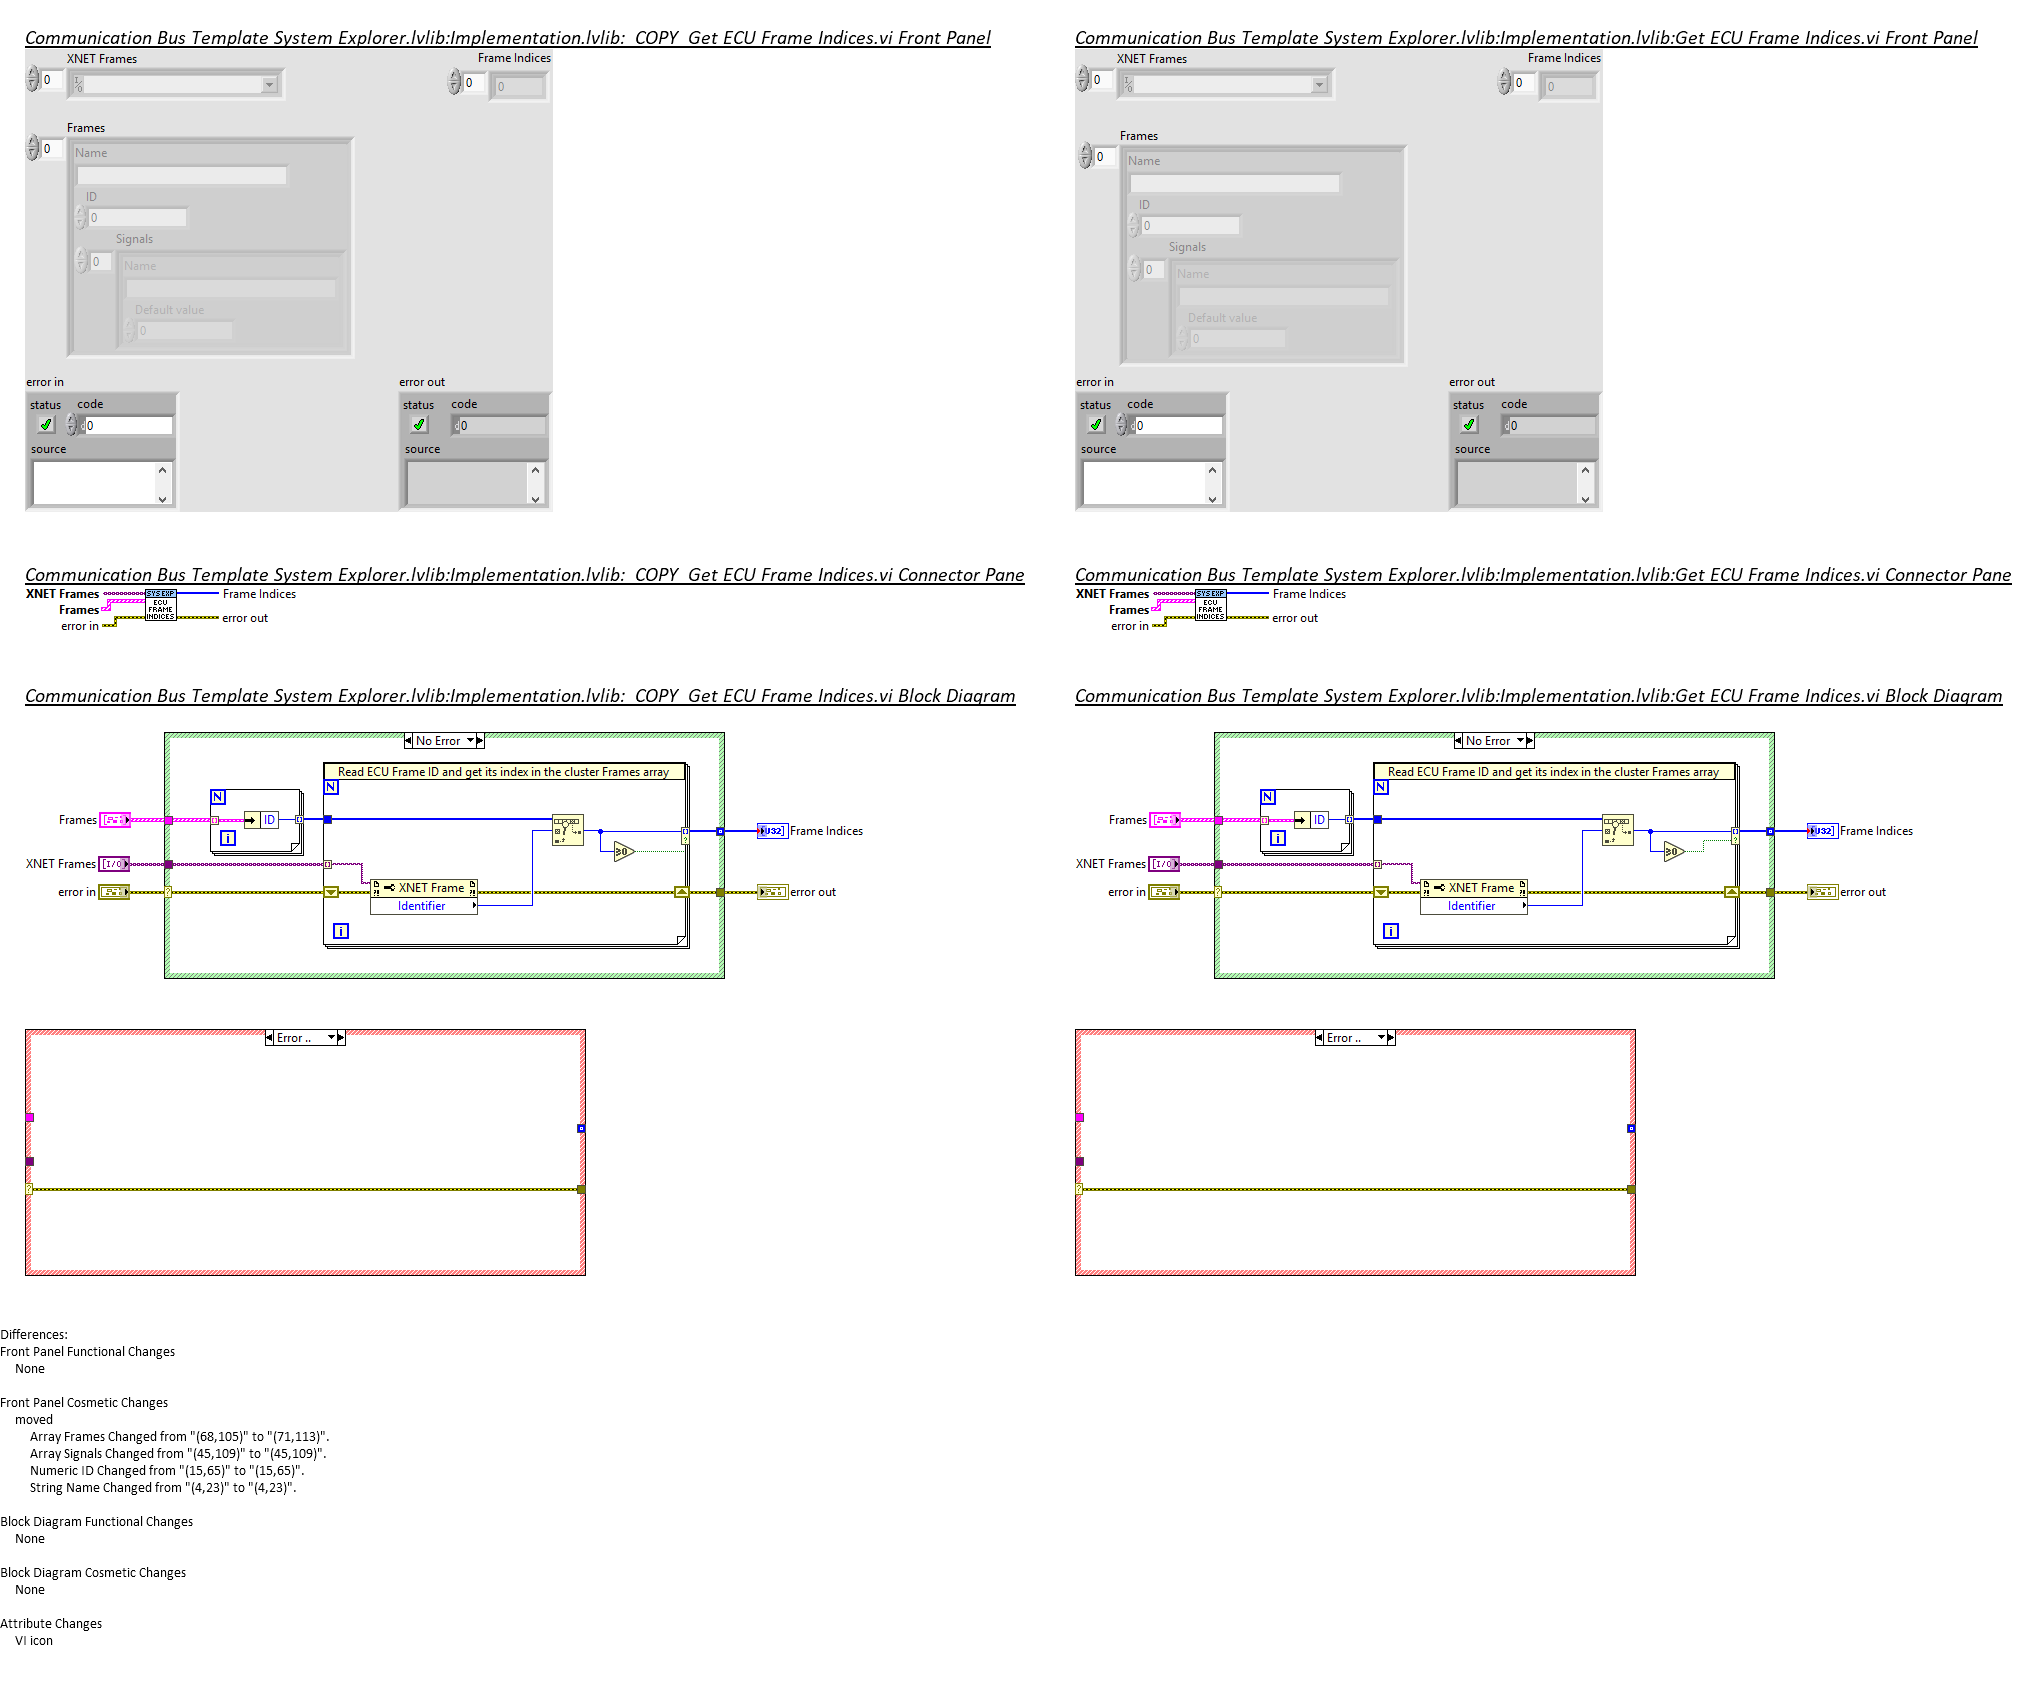 Communication Bus Template System Explorer.lvlib:Implementation.lvlib:_COPY_Get ECU Frame Indices.vi Front Panel
XNET Frames
Frame Indices
0
0
0
Frames
0
Name
ID
0
Signals
0
Name
Default value
0
error in
error out
status code
0
status code
0
source
source
Communication Bus Template System Explorer.lvlib:Implementation.lvlib:Get ECU Frame Indices.vi Front Panel
XNET Frames
Frame Indices
0
0
0
Frames
0
Name
ID
0
Signals
0
Name
Default value
0
error in
error out
status code
0
status code
0
source
source
Communication Bus Template System Explorer.lvlib:Implementation.lvlib:_COPY_Get ECU Frame Indices.vi Connector Pane
XNET Frames
Frames
error in
SYS EXP
ECU
FRAME
INDICES
Frame Indices
error out
Communication Bus Template System Explorer.lvlib:Implementation.lvlib:Get ECU Frame Indices.vi Connector Pane
XNET Frames
Frames
error in
SYS EXP
ECU
FRAME
INDICES
Frame Indices
error out
Communication Bus Template System Explorer.lvlib:Implementation.lvlib:_COPY_Get ECU Frame Indices.vi Block Diagram
No Error
Read ECU Frame ID and get its index in the cluster Frames array
N
N
Frames
ID
i
≥0
U32
Frame Indices
XNET Frames
I/O
error in
XNET Frame
Identifier
error out
i
Error ..
Communication Bus Template System Explorer.lvlib:Implementation.lvlib:Get ECU Frame Indices.vi Block Diagram
No Error
Read ECU Frame ID and get its index in the cluster Frames array
N
N
Frames
ID
i
≥0
U32
Frame Indices
XNET Frames
I/O
error in
XNET Frame
Identifier
error out
i
Error ..
Differences:
Front Panel Functional Changes
None
Front Panel Cosmetic Changes
moved
Array Frames Changed from "(68,105)" to "(71,113)".
Array Signals Changed from "(45,109)" to "(45,109)".
Numeric ID Changed from "(15,65)" to "(15,65)".
String Name Changed from "(4,23)" to "(4,23)".
Block Diagram Functional Changes
None
Block Diagram Cosmetic Changes
None
Attribute Changes
VI icon